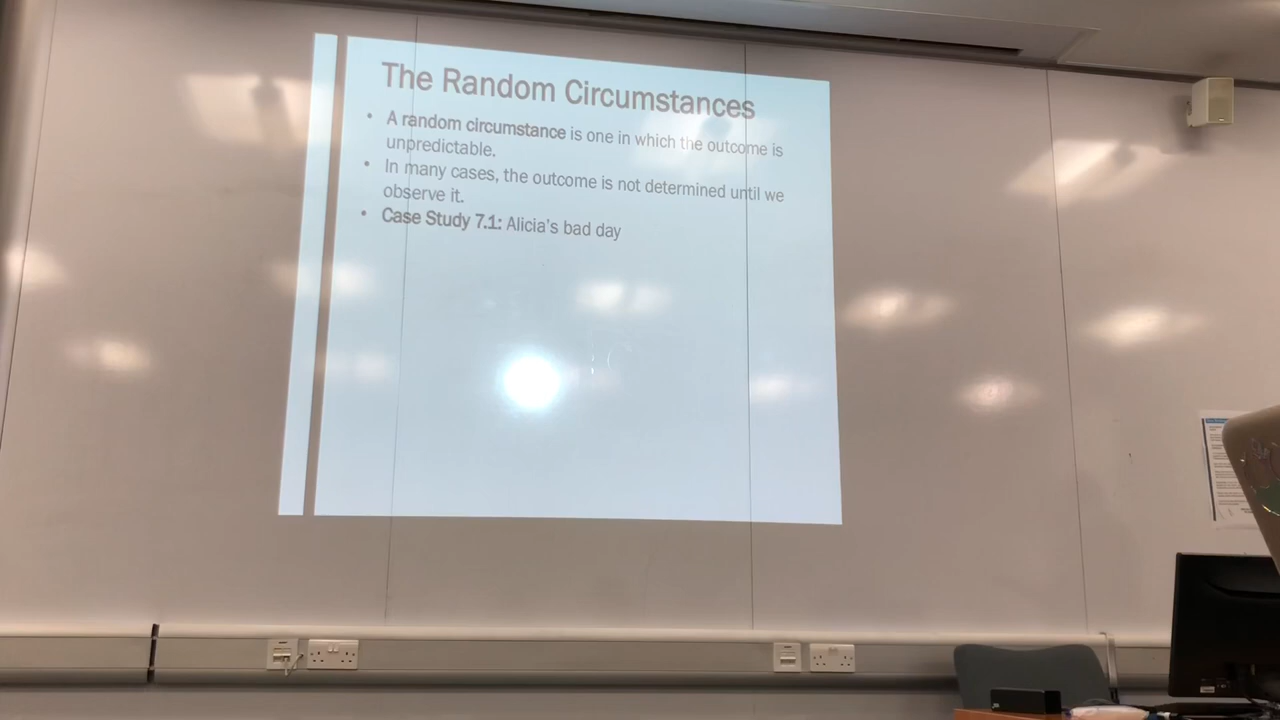 The Random Circumstances
• A random circumstance is one in which the outcome is
unpredictable.
• In many cases, the outcome is not determined until we
observe it.
• Case Study 7.1: Alicia's bad day